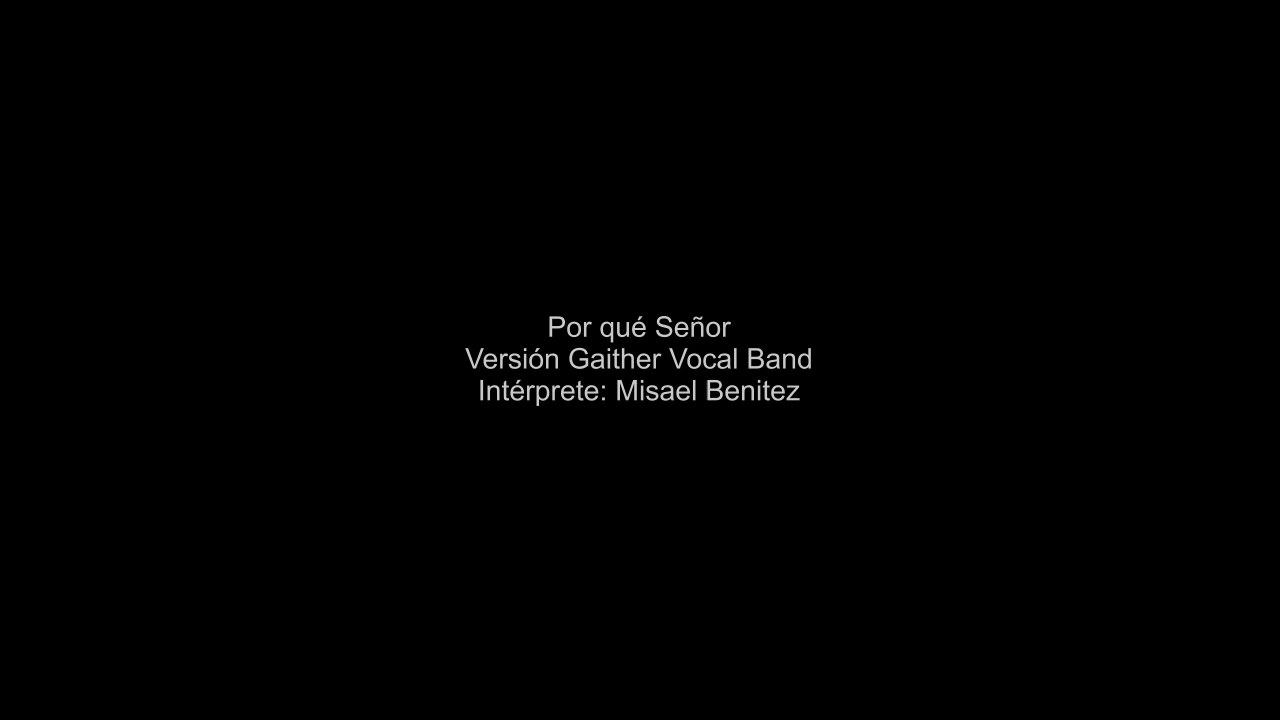 Por qué Señor
Versión Gaither Vocal Band
Intérprete: Misael Benitez